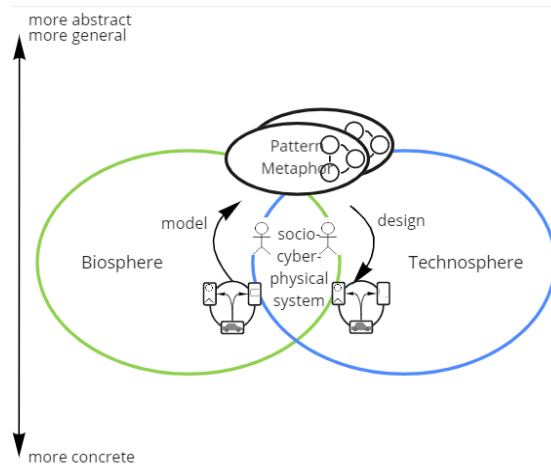 more abstract
more general
Pattern
Metaphor
model
design
socio-
cyber-
physical
system
Biosphere
Technosphere
more concrete